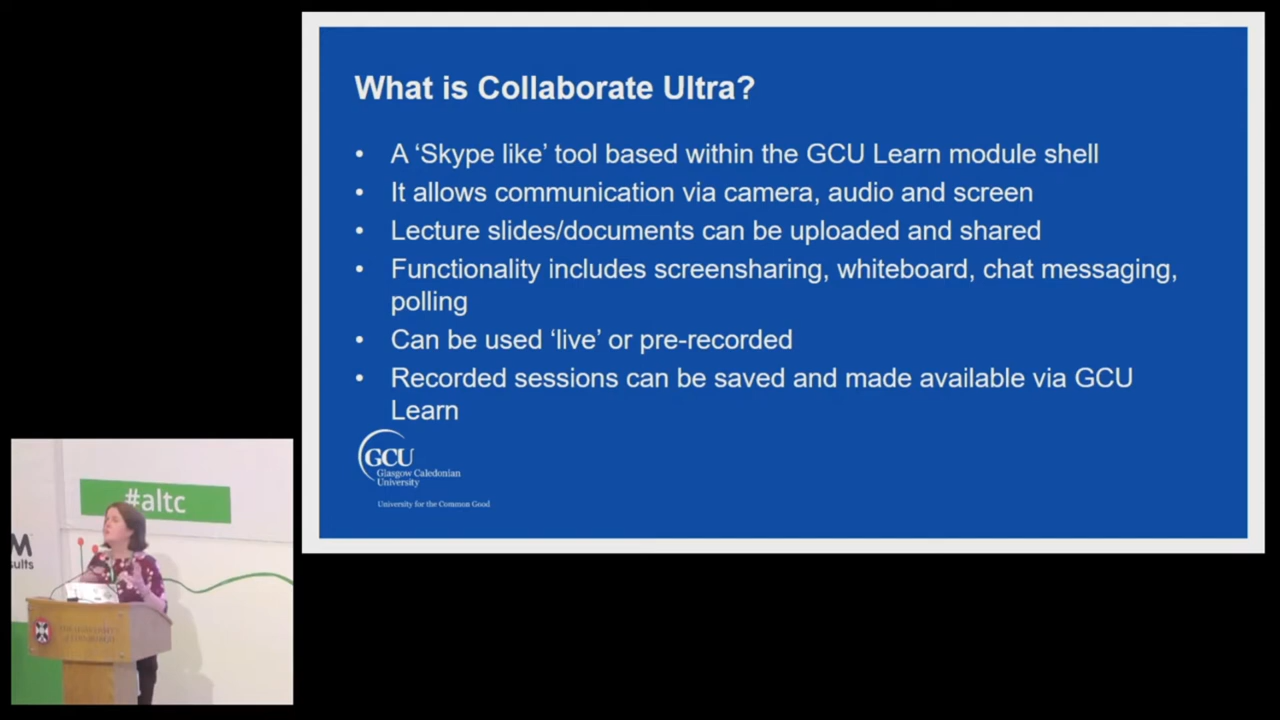 What is Collaborate Ultra?
• A ‘Skype like’ tool based within the GCU Learn module shell
• It allows communication via camera, audio and screen
• Lecture slides/documents can be uploaded and shared
• Functionality includes screensharing, whiteboard, chat messaging,
polling
• Can be used ‘live’ or pre-recorded
• Recorded sessions can be saved and made available via GCU
Learn
GCU
Glasgow Caledonian
University
University for the Common Good
#altc